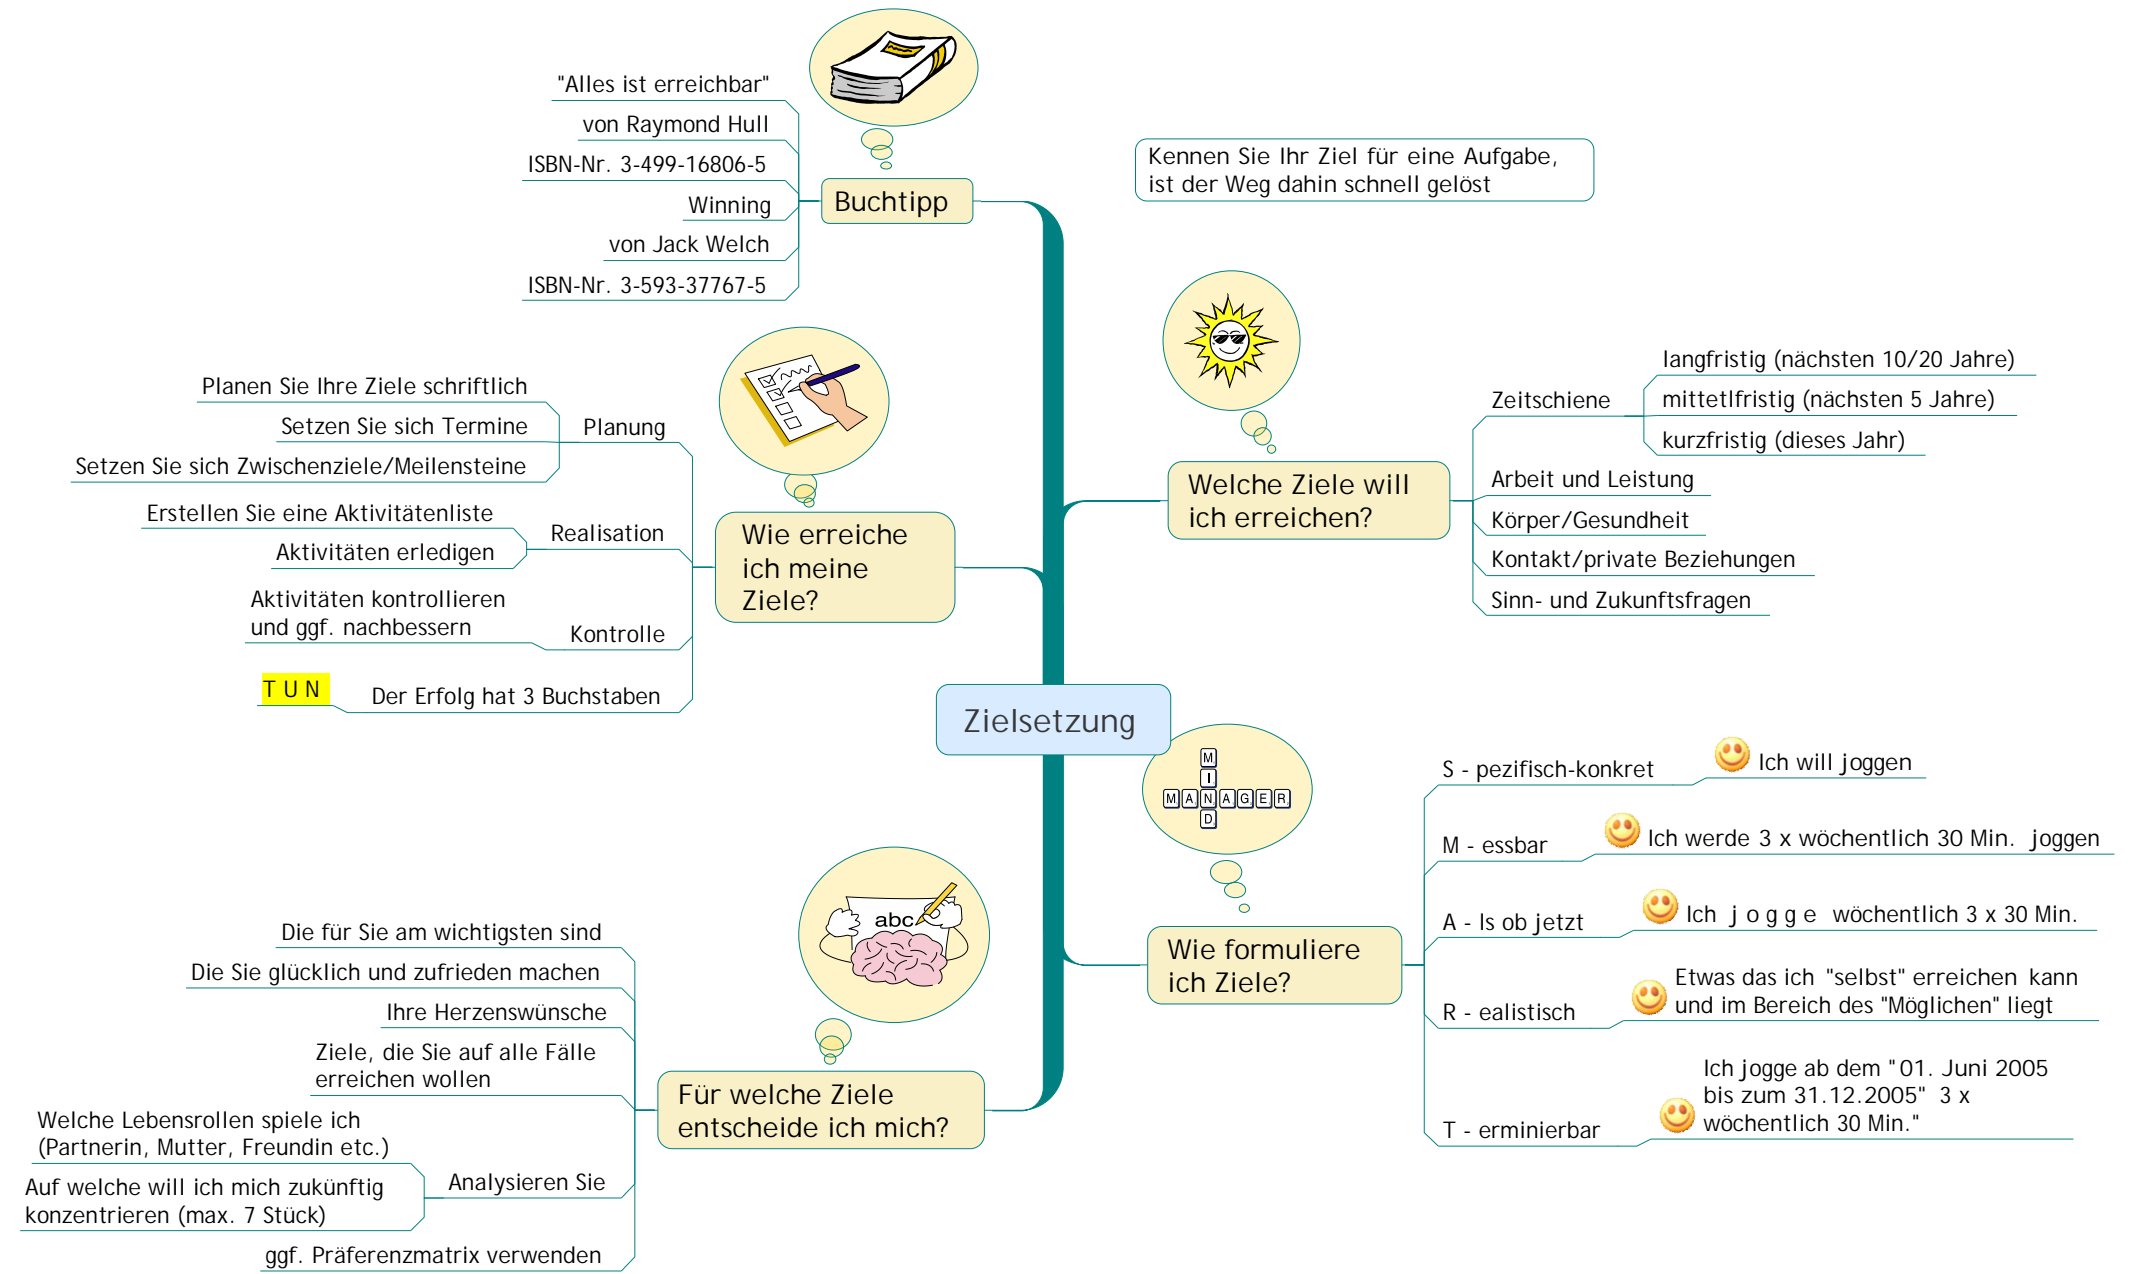 "Alles ist erreichbar"
von Raymond Hull
ISBN-Nr. 3-499-16806-5
Winning
von Jack Welch
ISBN-Nr. 3-593-37767-5
Buchtipp
Kennen Sie Ihr Ziel für eine Aufgabe,
ist der Weg dahin schnell gelöst
Planen Sie Ihre Ziele schriftlich
Setzen Sie sich Termine
Setzen Sie sich Zwischenziele/Meilensteine
Planung
Erstellen Sie eine Aktivitätenliste
Aktivitäten erledigen
Realisation
Aktivitäten kontrollieren
und ggf. nachbessern
Kontrolle
T U N
Der Erfolg hat 3 Buchstaben
Wie erreiche
ich meine
Ziele?
Welche Ziele will
ich erreichen?
Zeitschiene
langfristig (nächsten 10/20 Jahre)
mittetlfristig (nächsten 5 Jahre)
kurzfristig (dieses Jahr)
Arbeit und Leistung
Körper/Gesundheit
Kontakt/private Beziehungen
Sinn- und Zukunftsfragen
Zielsetzung
MIND
MANAGER
Wie formuliere
ich Ziele?
S - pezifisch-konkret
Ich will joggen
M - essbar
Ich werde 3 x wöchentlich 30 Min. joggen
A - ls ob jetzt
Ich j o g g e wöchentlich 3 x 30 Min.
R - ealistisch
Etwas das ich "selbst" erreichen kann
und im Bereich des "Möglichen" liegt
T - erminierbar
Ich jogge ab dem "01. Juni 2005
bis zum 31.12.2005" 3 x
wöchentlich 30 Min."
abc
Die für Sie am wichtigsten sind
Die Sie glücklich und zufrieden machen
Ihre Herzenswünsche
Ziele, die Sie auf alle Fälle
erreichen wollen
Welche Lebensrollen spiele ich
(Partnerin, Mutter, Freundin etc.)
Auf welche will ich mich zukünftig
konzentrieren (max. 7 Stück)
Analysieren Sie
ggf. Präferenzmatrix verwenden
Für welche Ziele
entscheide ich mich?